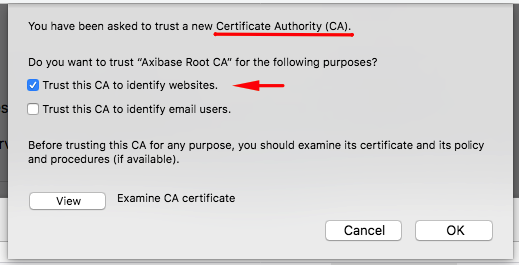 You have been asked to trust a new Certificate Authority (CA).
Do you want to trust “Axibase Root CA” for the following purposes?
Trust this CA to identify websites.
Trust this CA to identify email users.
Before trusting this CA for any purpose, you should examine its certificate and its policy
and procedures (if available).
View Examine CA certificate
Cancel OK